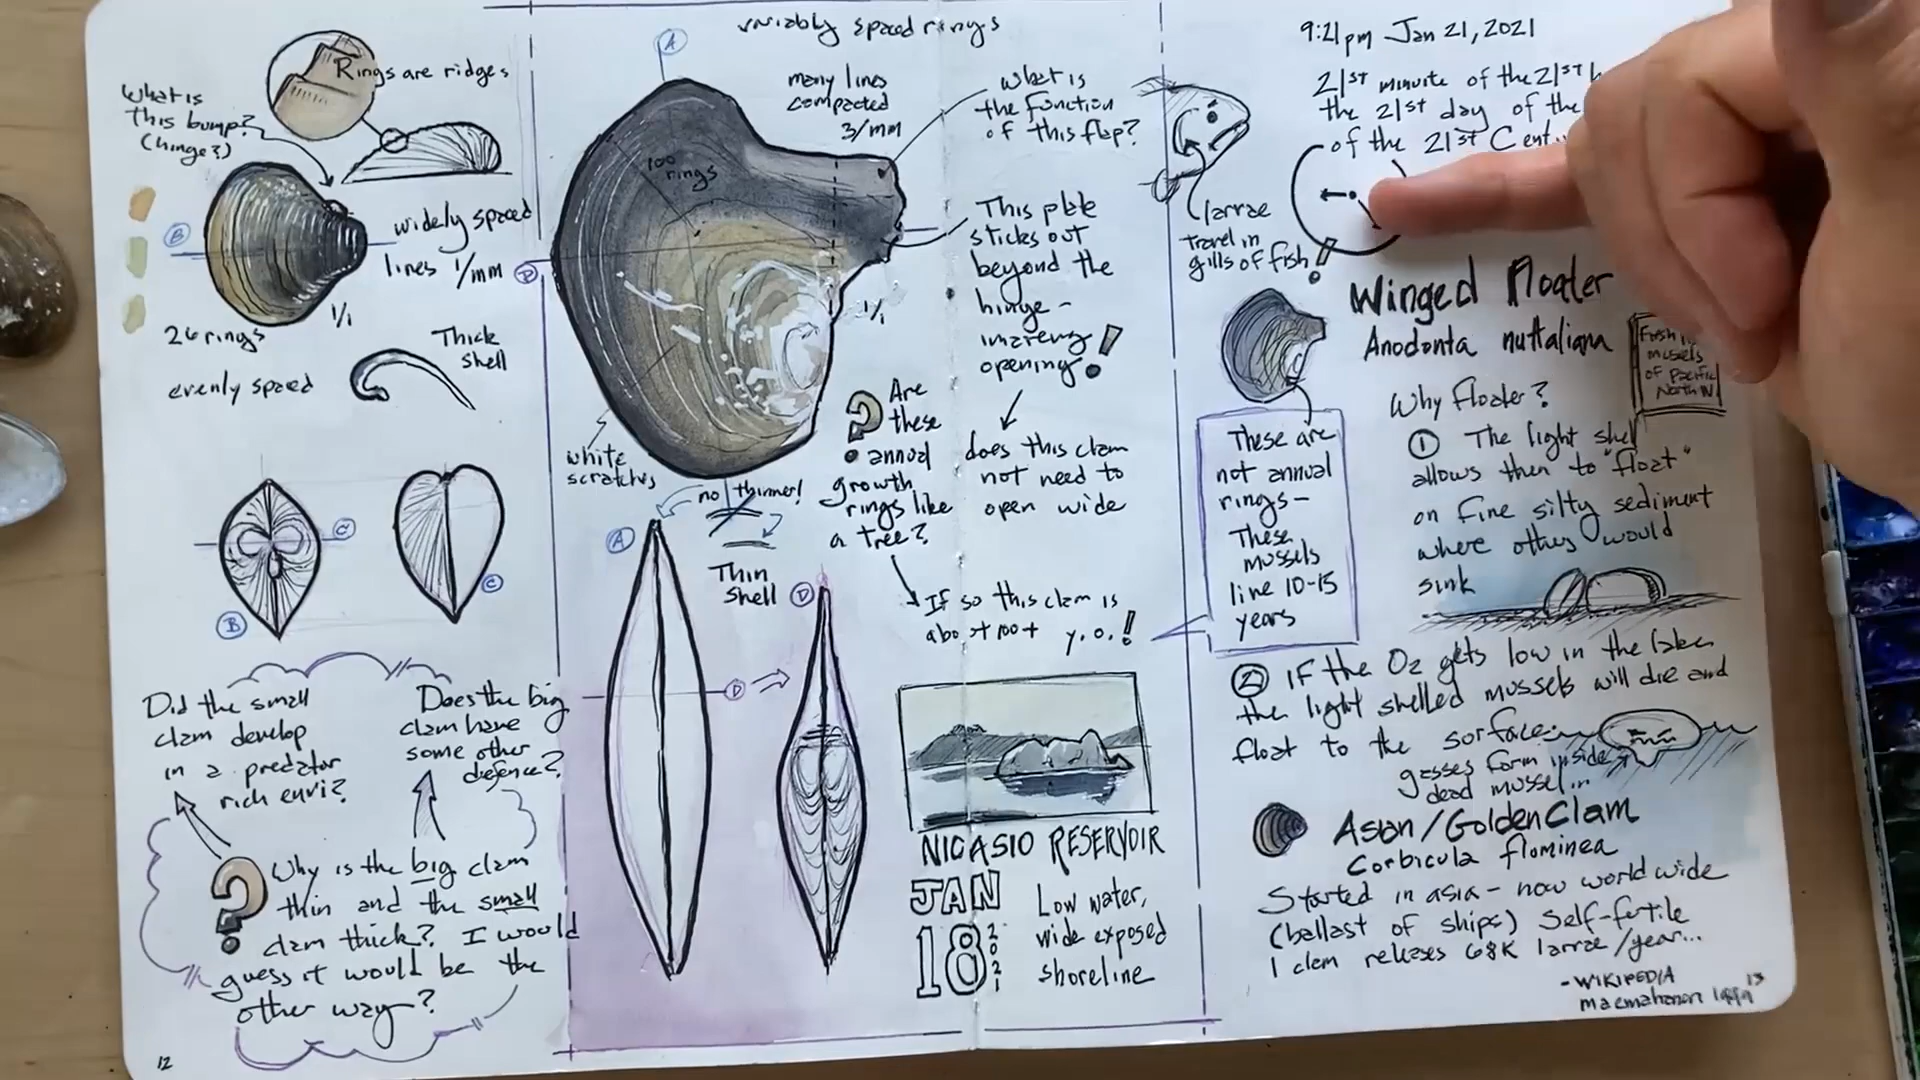 Rings are ridges
What is
this bump?
(hinge?)
B
widely spaced
lines 1/mm
1/1
26 rings
evenly spaced
Thick
shell
C
B
C
Did the small
clam develop
in a predator
rich envi?
Does the big
clam have
some other
defence?
?
Why is the big clam
thin and the small
clam thick? I would
guess it would be the
other way?
12
variably spaced rings
A
many lines
compacted
3/mm
100
rings
D
1/1
white
scratches
no thinner!
Thin
shell
A
D
D
What is
the function
of this flap?
This plate
sticks out
beyond the
hinge -
opening!
does this clam
not need to
open wide
?
Are
these
annual
growth
rings like
a tree?
If so this clam is
about 100+ y.o.!
NICASIO RESERVOIR
JAN
18
2021
Low water,
wide exposed
shoreline
larvae
travel in
gills of fish!
9:21pm Jan 21, 2021
21st minute of the 21st
the 21st day of the
of the 21st Cent
Winged Floater
Anodonta nuttaliana
mussels
of Pacific
North W
These are
not annual
rings -
These
mussels
live 10-15
years
Why Floater?
① The light shell
allows then to "float"
on fine silty sediment
where others would
sink
② IF the O2 gets low in the lake
the light shelled mussels will die and
float to the sorface
gasses form inside
dead mussel
Asian/Golden Clam
Corbicula fluminea
Started in asia - now world wide
(ballast of ships) Self-fertile
1 clam releases 68K larvae/year...
-WIKIPEDIA
13